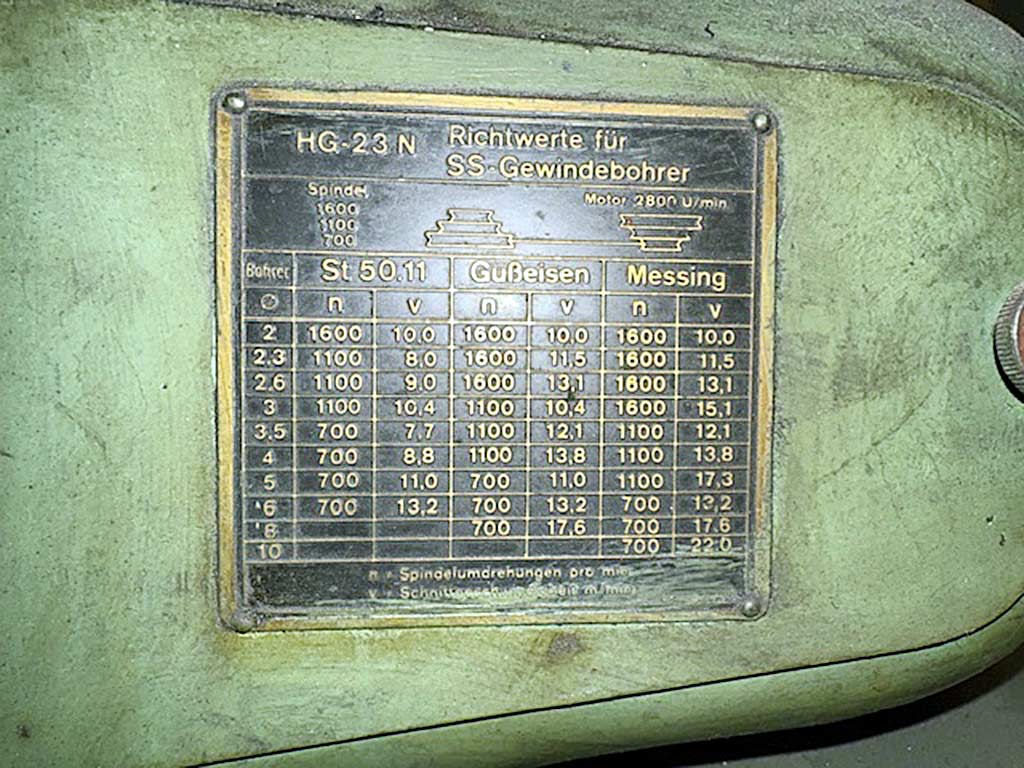 HG-23 N Richtwerte für
SS-Gewindebohrer
Spindel Motor 2800 U/min.
1600
1100
700
Bohrer St. 50.11 Gußeisen Messing
∅ n v n v n v
2 1600 10,0 1600 10,0 1600 10,0
2,3 1100 8,0 1600 11,5 1600 11,5
2,6 1100 9,0 1600 13,1 1600 13,1
3 1100 10,4 1100 10,4 1600 15,1
3,5 700 7,7 1100 12,1 1100 12,1
4 700 8,8 1100 13,8 1100 13,8
5 700 11,0 700 11,0 1100 17,3
6 700 13,2 700 13,2 700 13,2
8 700 17,6 700 17,6
10 700 22,0
n = Spindelumdrehungen pro
v = m/min